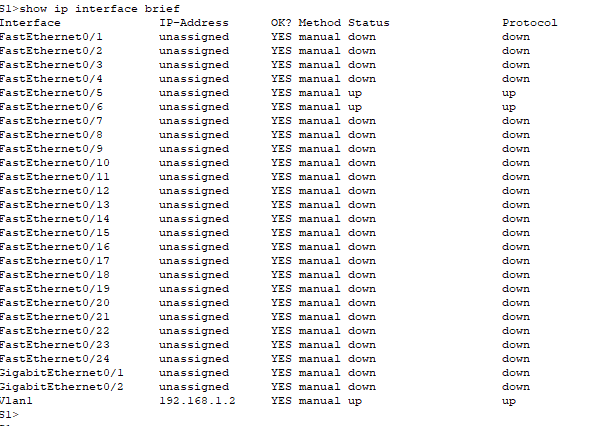 S1>show ip interface brief
Interface IP-Address OK? Method Status Protocol
FastEthernet0/1 unassigned YES manual down down
FastEthernet0/2 unassigned YES manual down down
FastEthernet0/3 unassigned YES manual down down
FastEthernet0/4 unassigned YES manual down down
FastEthernet0/5 unassigned YES manual up up
FastEthernet0/6 unassigned YES manual up up
FastEthernet0/7 unassigned YES manual down down
FastEthernet0/8 unassigned YES manual down down
FastEthernet0/9 unassigned YES manual down down
FastEthernet0/10 unassigned YES manual down down
FastEthernet0/11 unassigned YES manual down down
FastEthernet0/12 unassigned YES manual down down
FastEthernet0/13 unassigned YES manual down down
FastEthernet0/14 unassigned YES manual down down
FastEthernet0/15 unassigned YES manual down down
FastEthernet0/16 unassigned YES manual down down
FastEthernet0/17 unassigned YES manual down down
FastEthernet0/18 unassigned YES manual down down
FastEthernet0/19 unassigned YES manual down down
FastEthernet0/20 unassigned YES manual down down
FastEthernet0/21 unassigned YES manual down down
FastEthernet0/22 unassigned YES manual down down
FastEthernet0/23 unassigned YES manual down down
FastEthernet0/24 unassigned YES manual down down
GigabitEthernet0/1 unassigned YES manual down down
GigabitEthernet0/2 unassigned YES manual down down
Vlan1 192.168.1.2 YES manual up up
S1>